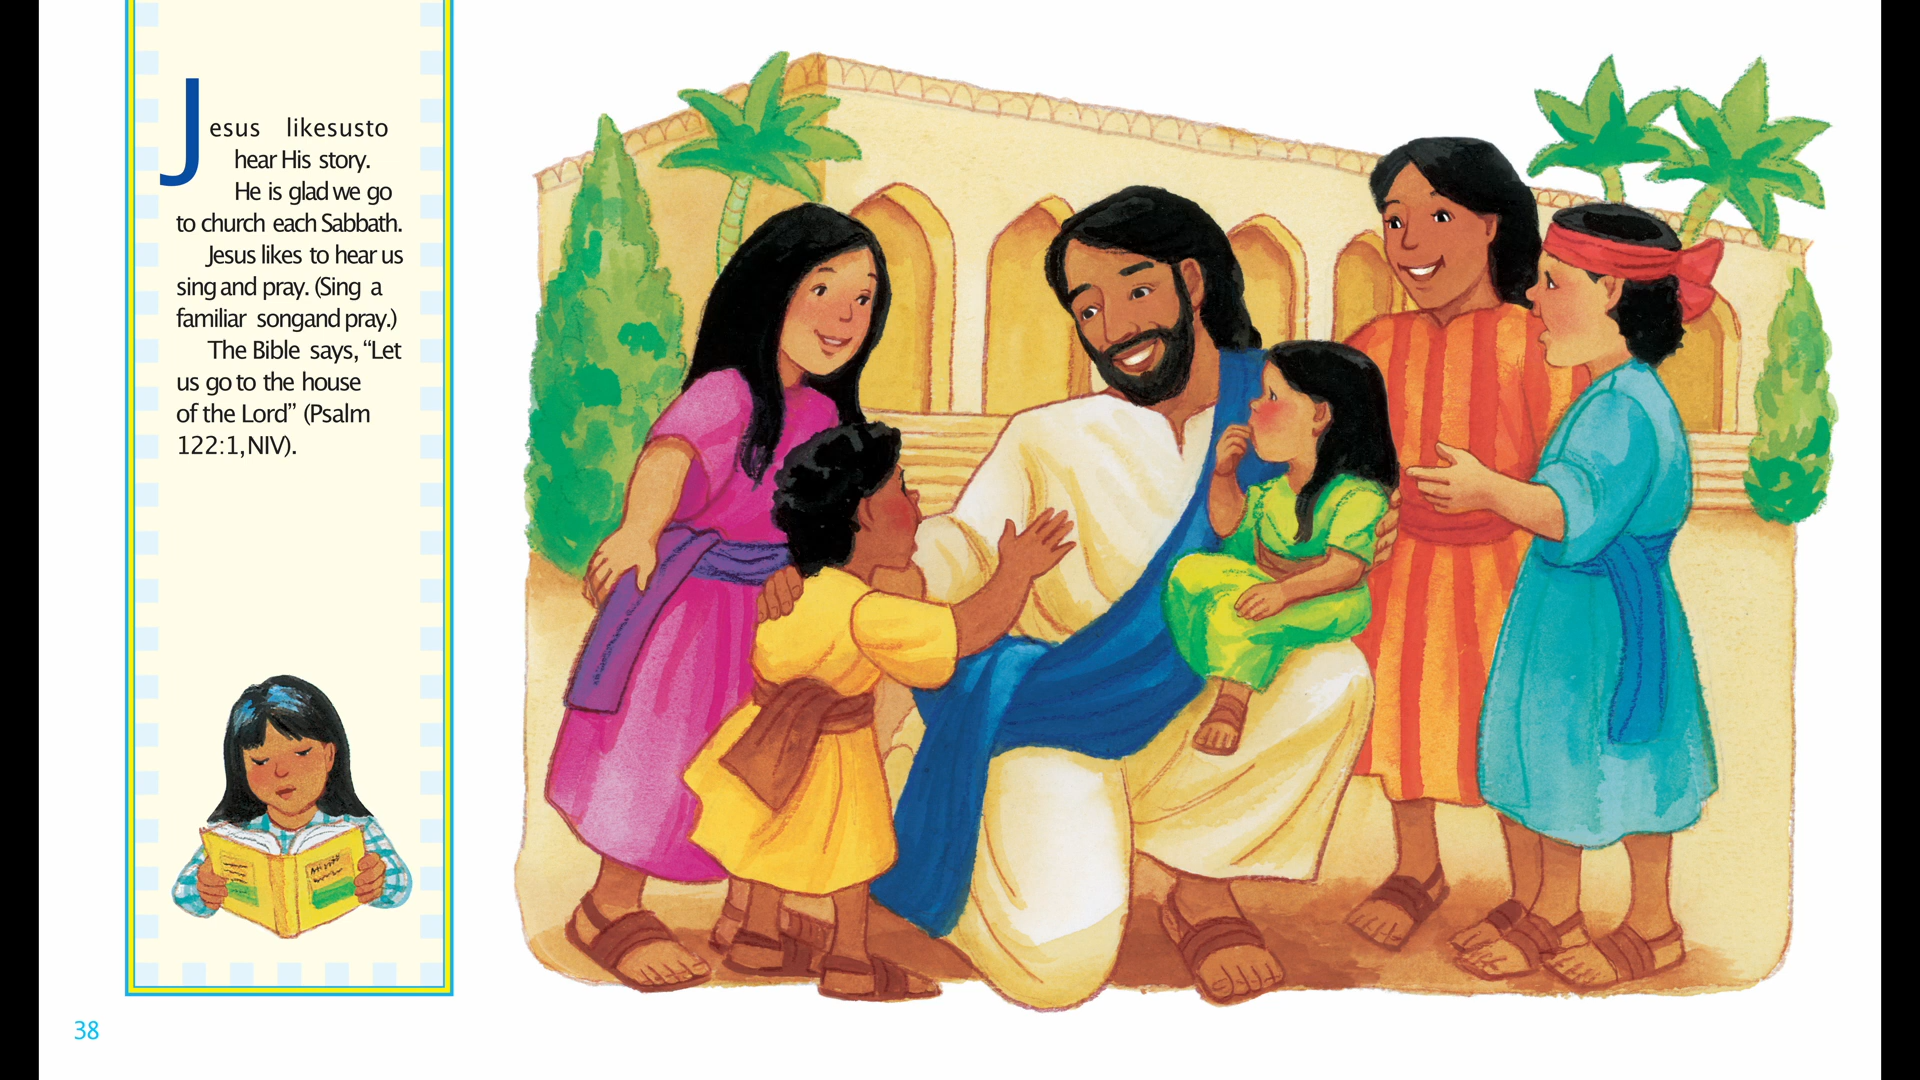 Jesus likesusto
hear His story.
He is glad we go
to church each Sabbath.
Jesus likes to hear us
sing and pray. (Sing a
familiar songand pray.)
The Bible says, “Let
us go to the house
of the Lord” (Psalm
122:1, NIV).
38